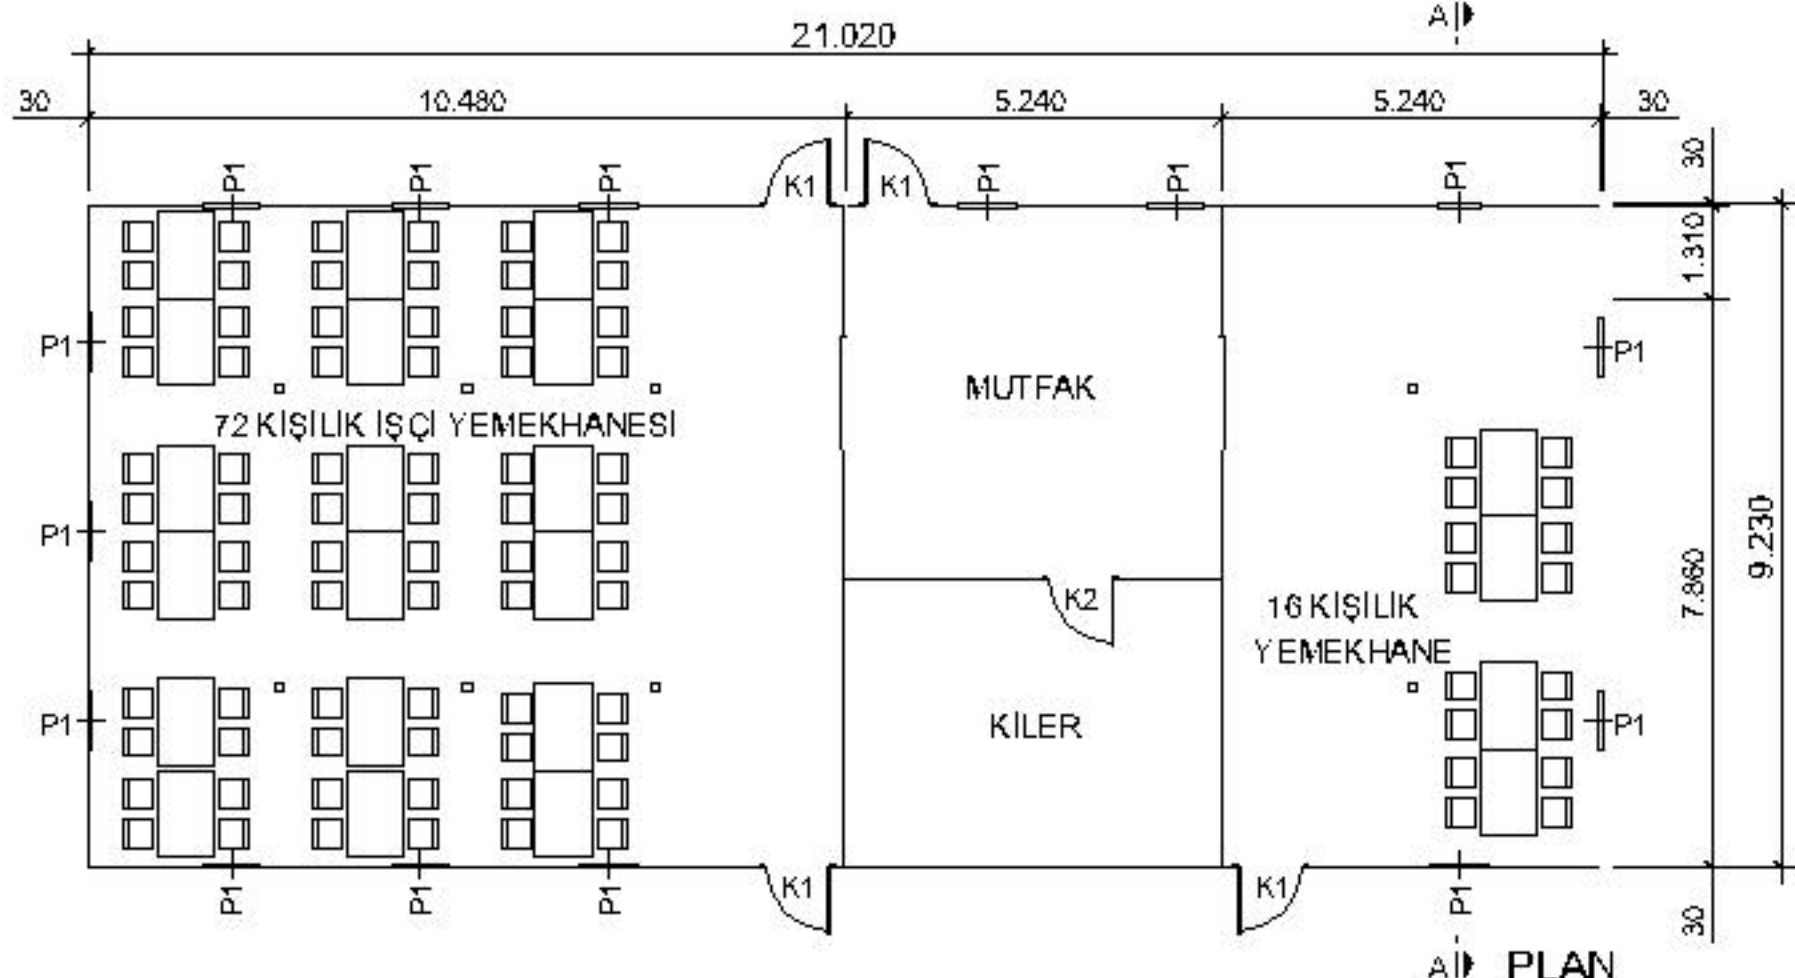 A
21.020
30 10.480 5.240 5.240 30
30
P1 P1 P1 K1 K1 P1 P1 P1
1.310
P1 P1
MUTFAK
72 KİŞİLİK İŞÇİ YEMEKHANESİ
P1
9.230
7.860
K2
16 KİŞİLİK
YEMEKHANE
P1 KİLER P1
P1 P1 P1 K1 K1 P1
30
A PLAN